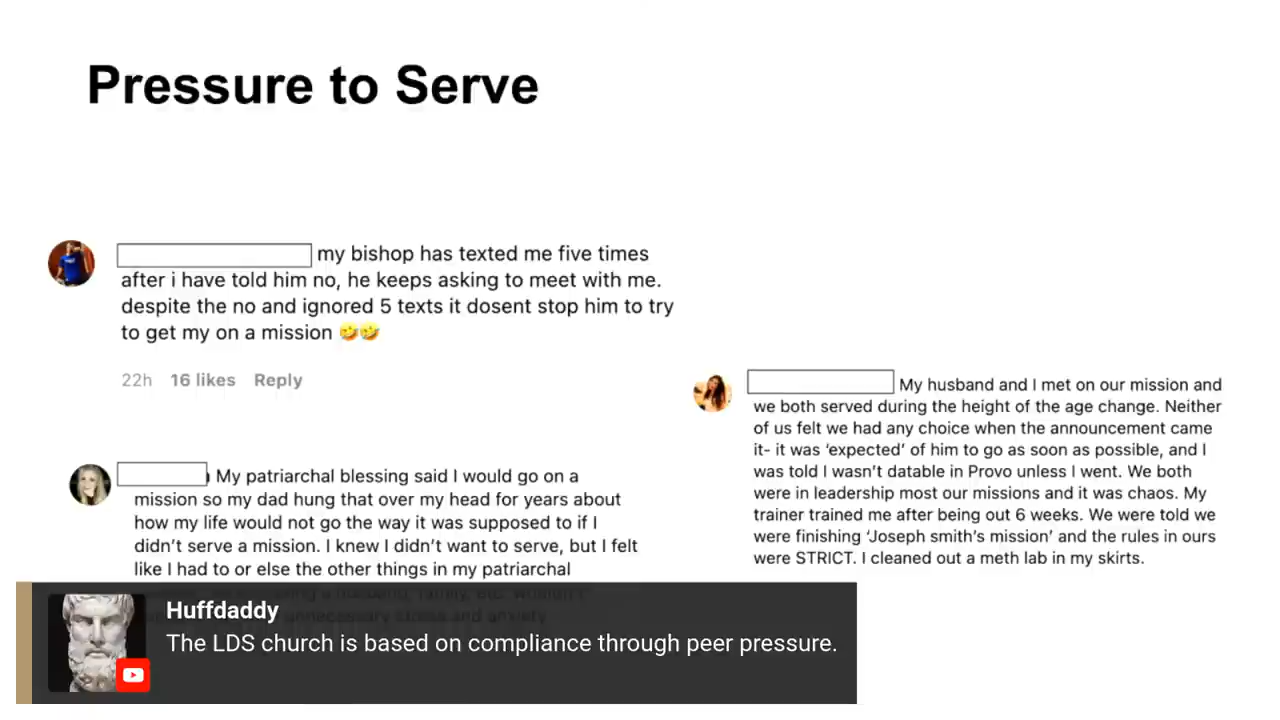 Pressure to Serve
my bishop has texted me five times
after i have told him no, he keeps asking to meet with me.
despite the no and ignored 5 texts it dosent stop him to try
to get my on a mission 🤣🤣
22h 16 likes Reply
My patriarchal blessing said I would go on a
mission so my dad hung that over my head for years about
how my life would not go the way it was supposed to if I
didn't serve a mission. I knew I didn't want to serve, but I felt
like I had to or else the other things in my patriarchal
family, etc.
unnecessary stress and anxiety
My husband and I met on our mission and
we both served during the height of the age change. Neither
of us felt we had any choice when the announcement came
it- it was 'expected' of him to go as soon as possible, and I
was told I wasn't datable in Provo unless I went. We both
were in leadership most our missions and it was chaos. My
trainer trained me after being out 6 weeks. We were told we
were finishing 'Joseph smith's mission' and the rules in ours
were STRICT. I cleaned out a meth lab in my skirts.
Huffdaddy
The LDS church is based on compliance through peer pressure.